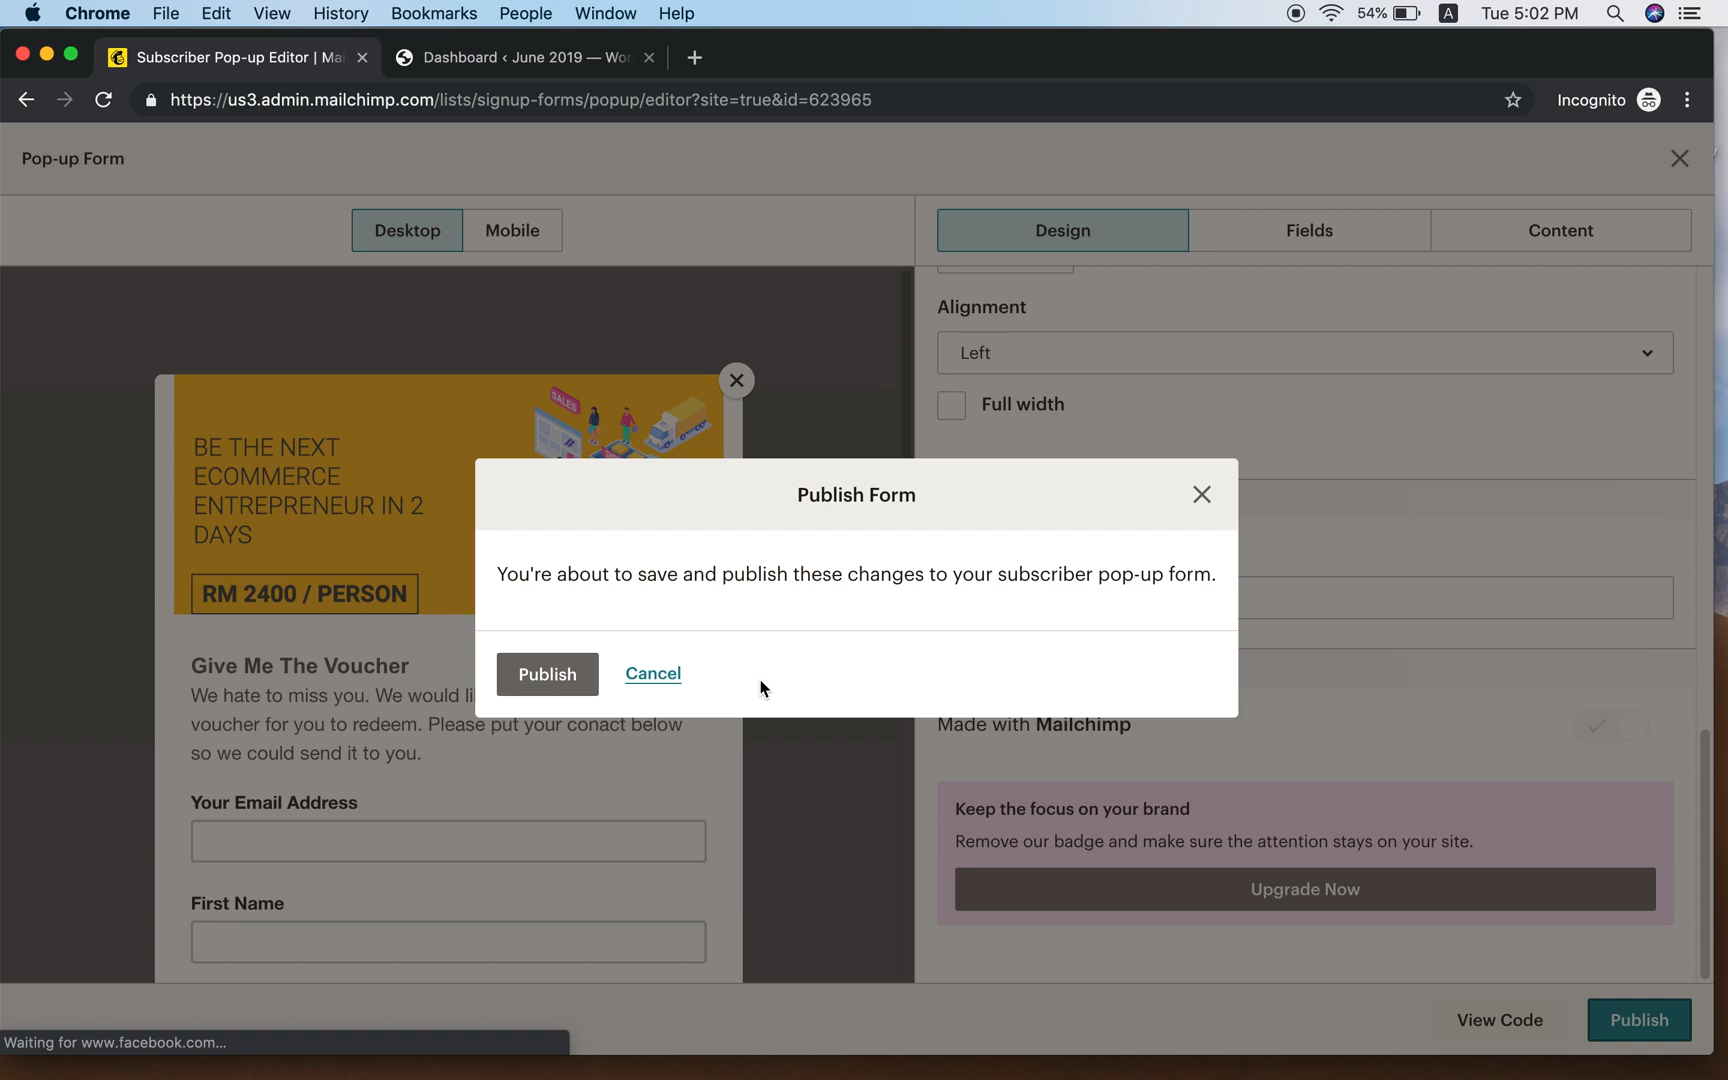 Chrome File Edit View History Bookmarks People Window Help 54% A Tue 5:02 PM
Subscriber Pop-up Editor | Mai Dashboard ‹ June 2019 — Wor
https://us3.admin.mailchimp.com/lists/signup-forms/popup/editor?site=true&id=623965 Incognito
Pop-up Form
Desktop Mobile Design Fields Content
Alignment
Left
Full width
SALES
BE THE NEXT
ECOMMERCE
ENTREPRENEUR IN 2
DAYS
RM 2400 / PERSON
Publish Form
You're about to save and publish these changes to your subscriber pop-up form.
Publish Cancel
Give Me The Voucher
We hate to miss you. We would li
voucher for you to redeem. Please put your conact below
so we could send it to you.
Your Email Address
First Name
Made with Mailchimp
Keep the focus on your brand
Remove our badge and make sure the attention stays on your site.
Upgrade Now
View Code Publish
Waiting for www.facebook.com...